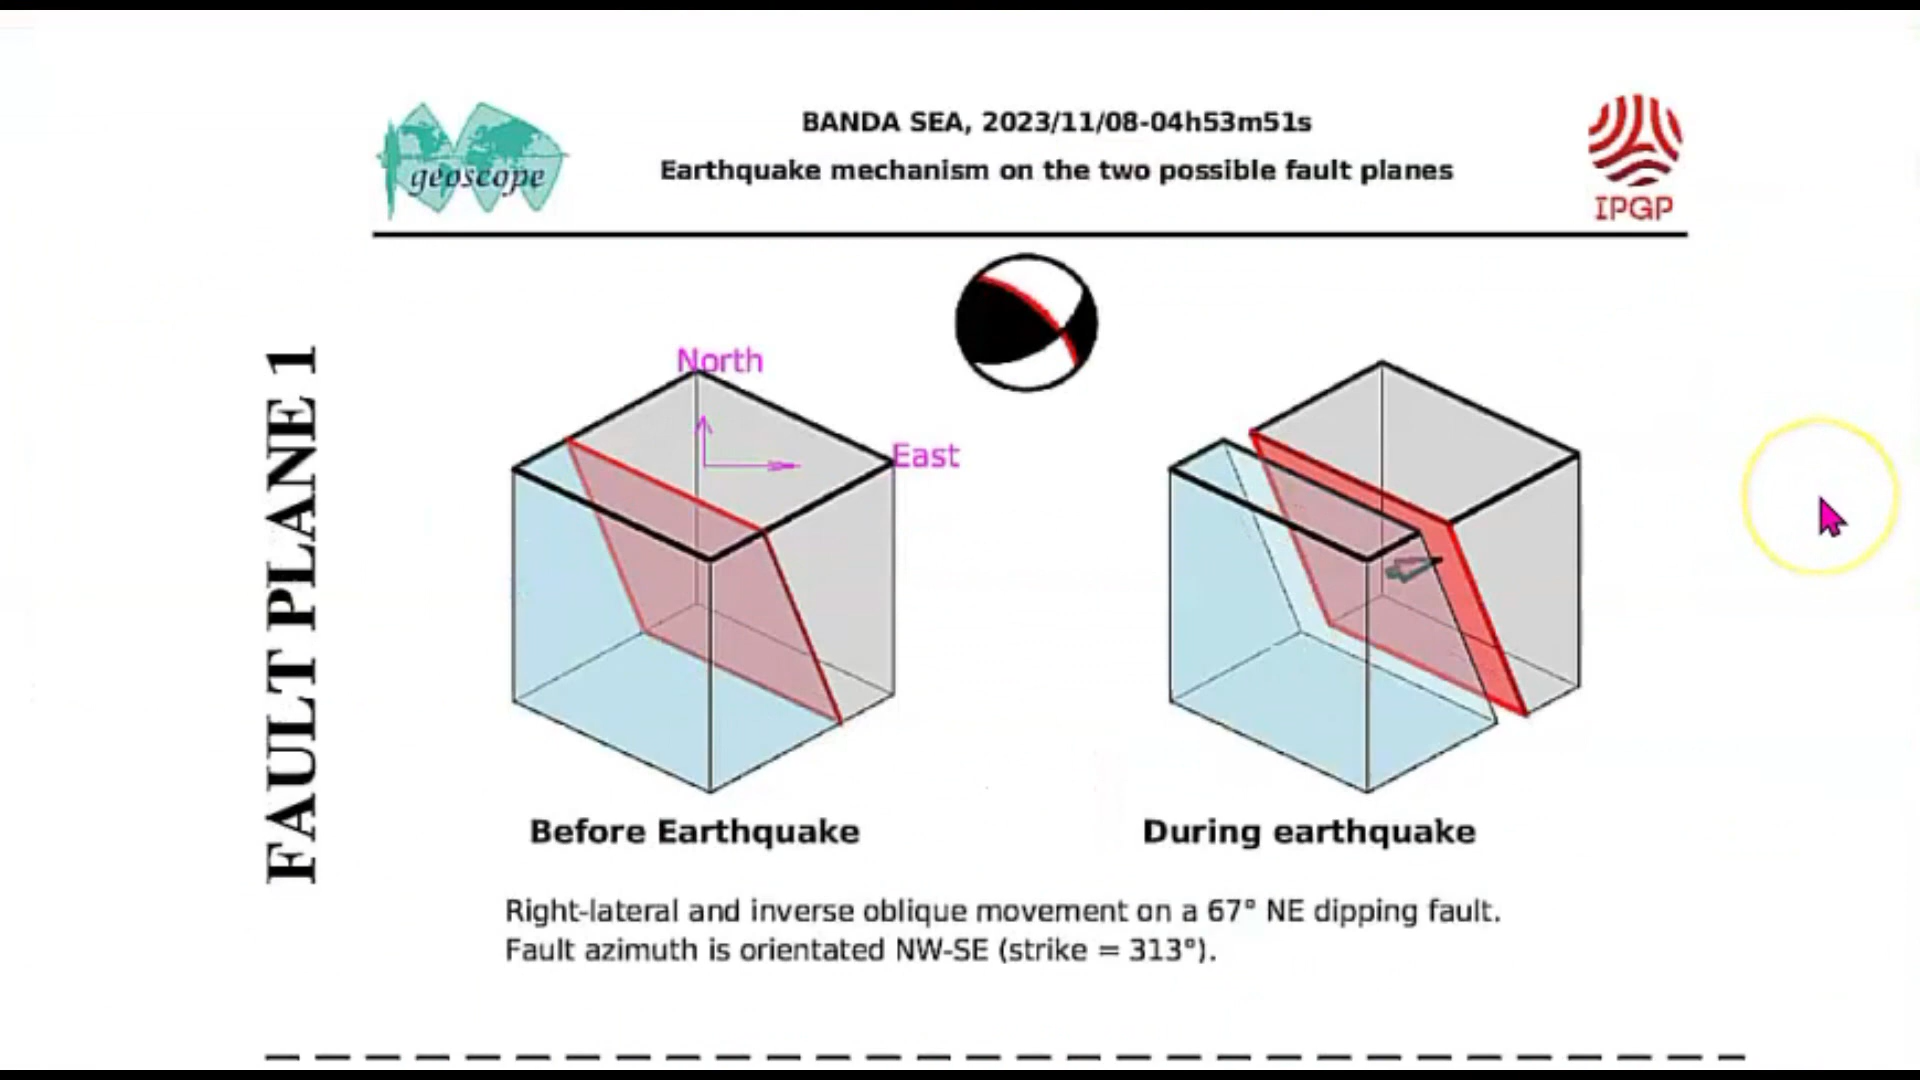 geoscope
BANDA SEA, 2023/11/08-04h53m51s
Earthquake mechanism on the two possible fault planes
IPGP
FAULT PLANE 1
North
East
Before Earthquake
During earthquake
Right-lateral and inverse oblique movement on a 67° NE dipping fault.
Fault azimuth is orientated NW-SE (strike = 313°).